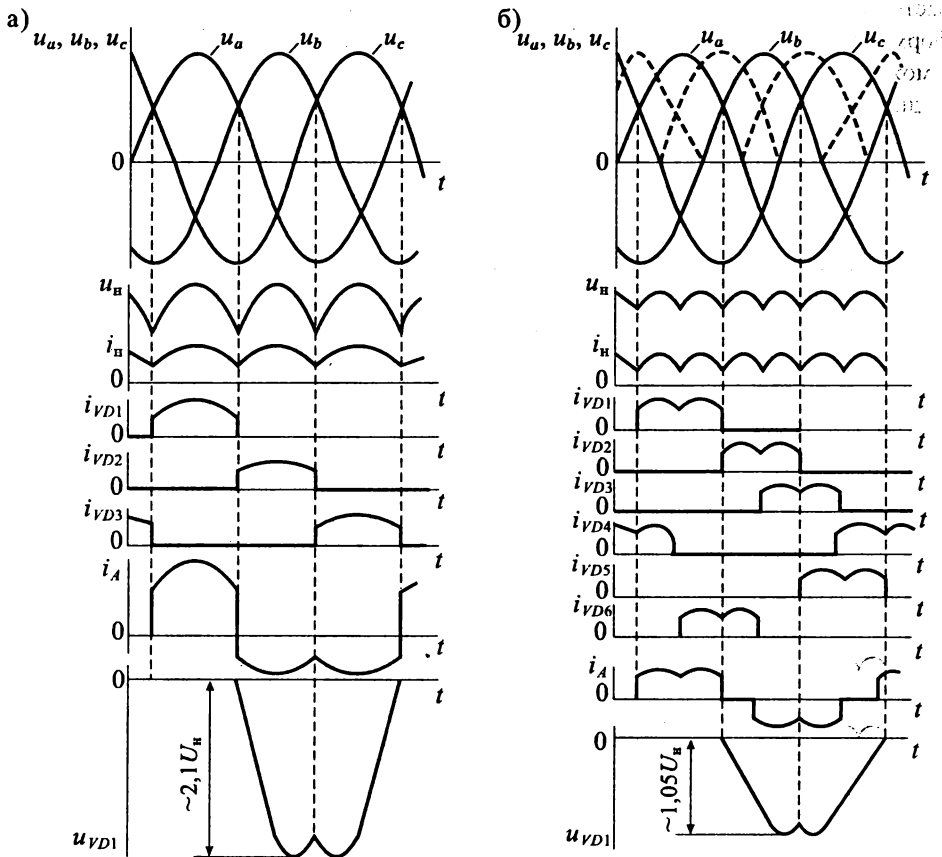 а)
u_a, u_b, u_c
u_a
u_b
u_c
0
t
u_н
i_н
0
t
i_VD1
0
t
i_VD2
0
t
i_VD3
0
t
i_A
0
t
0
t
~2,1U_н
u_VD1
б)
u_a, u_b, u_c
u_a
u_b
u_c
0
t
u_н
i_н
0
t
i_VD1
0
t
i_VD2
0
t
i_VD3
0
t
i_VD4
0
t
i_VD5
0
t
i_VD6
0
t
i_A
0
t
0
t
~1,05U_н
u_VD1